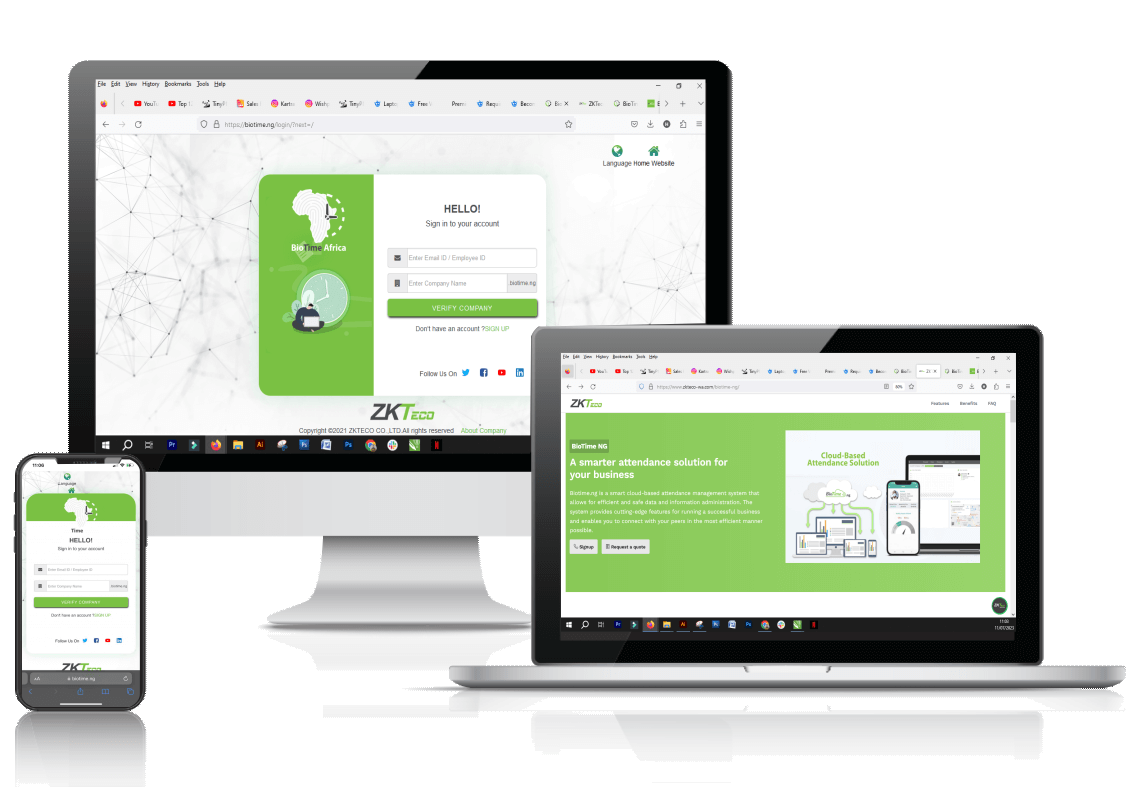 File Edit View History Bookmarks Tools Help
https://biotime.ng/login/?next=/
Language Home Website
BioTime Africa
HELLO!
Sign in to your account
Enter Email ID / Employee ID
Enter Company Name .biotime.ng
VERIFY COMPANY
Don't have an account ?SIGN UP
Follow Us On
ZKTECO
Copyright ©2021 ZKTECO CO .,LTD.All rights reserved About Company
File Edit View History Bookmarks Tools Help
https://www.zkteco-wa.com/biotime-ng/
80%
ZKTECO
Features Benefits FAQ
BioTime NG
A smarter attendance solution for
your business
Biotime.ng is a smart cloud-based attendance management system that
allows for efficient and safe data and information administration. The
system provides cutting-edge features for running a successful business
and enables you to connect with your peers in the most efficient manner
possible.
Signup Request a quote
Cloud-Based
Attendance Solution
11:08
Language
Time
HELLO!
Sign in to your account
Enter Email ID / Employee ID
Enter Company Name .biotime.ng
VERIFY COMPANY
Don't have an account ?SIGN UP
Follow Us On
ZKTECO
AA biotime.ng